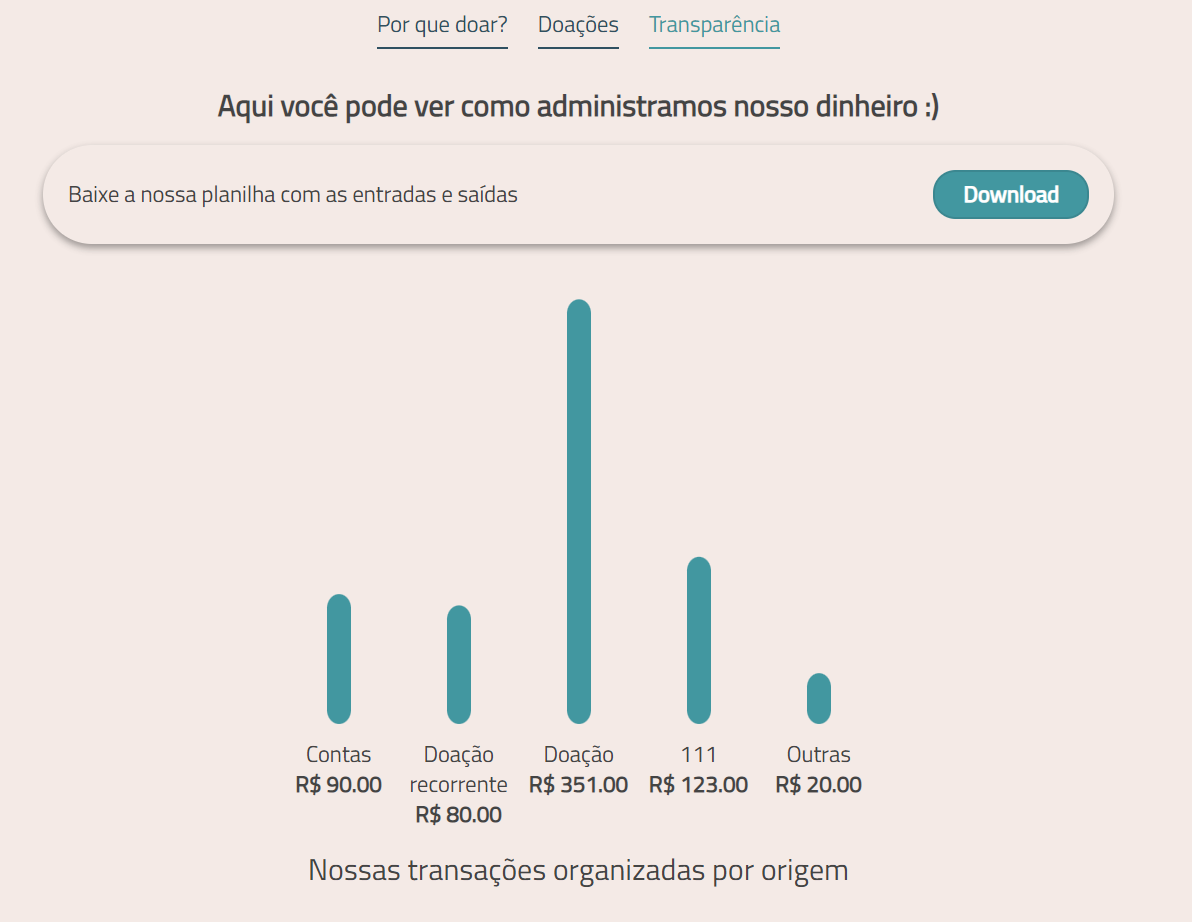 Por que doar? Doações Transparência
Aqui você pode ver como administramos nosso dinheiro :)
Baixe a nossa planilha com as entradas e saídas Download
Contas
R$ 90.00
Doação
recorrente
R$ 80.00
Doação
R$ 351.00
111
R$ 123.00
Outras
R$ 20.00
Nossas transações organizadas por origem